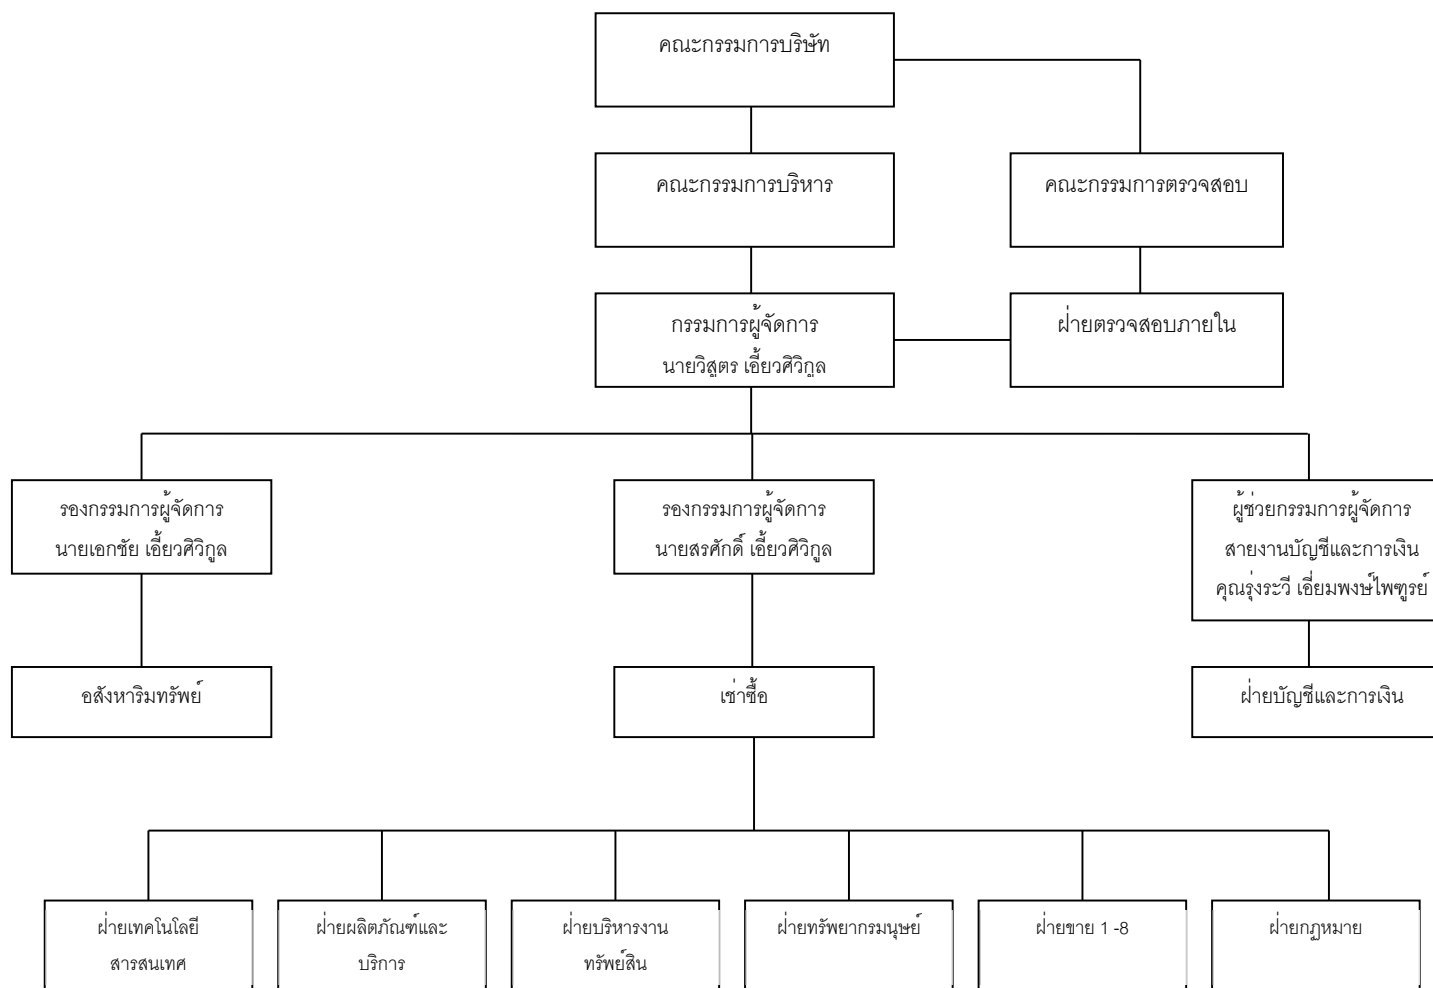 คณะกรรมการบริษัท
คณะกรรมการบริหาร
คณะกรรมการตรวจสอบ
กรรมการผู้จัดการ
นายวิสูตร เอี้ยวศิวิกูล
ฝ่ายตรวจสอบภายใน
รองกรรมการผู้จัดการ
นายเอกชัย เอี้ยวศิวิกูล
รองกรรมการผู้จัดการ
นายสรศักดิ์ เอี้ยวศิวิกูล
ผู้ช่วยกรรมการผู้จัดการ
สายงานบัญชีและการเงิน
คุณรุ่งระวี เอี่ยมพงษ์ไพฑูรย์
อสังหาริมทรัพย์
เช่าซื้อ
ฝ่ายบัญชีและการเงิน
ฝ่ายเทคโนโลยี
สารสนเทศ
ฝ่ายผลิตภัณฑ์และ
บริการ
ฝ่ายบริหารงาน
ทรัพย์สิน
ฝ่ายทรัพยากรมนุษย์
ฝ่ายขาย 1 -8
ฝ่ายกฎหมาย